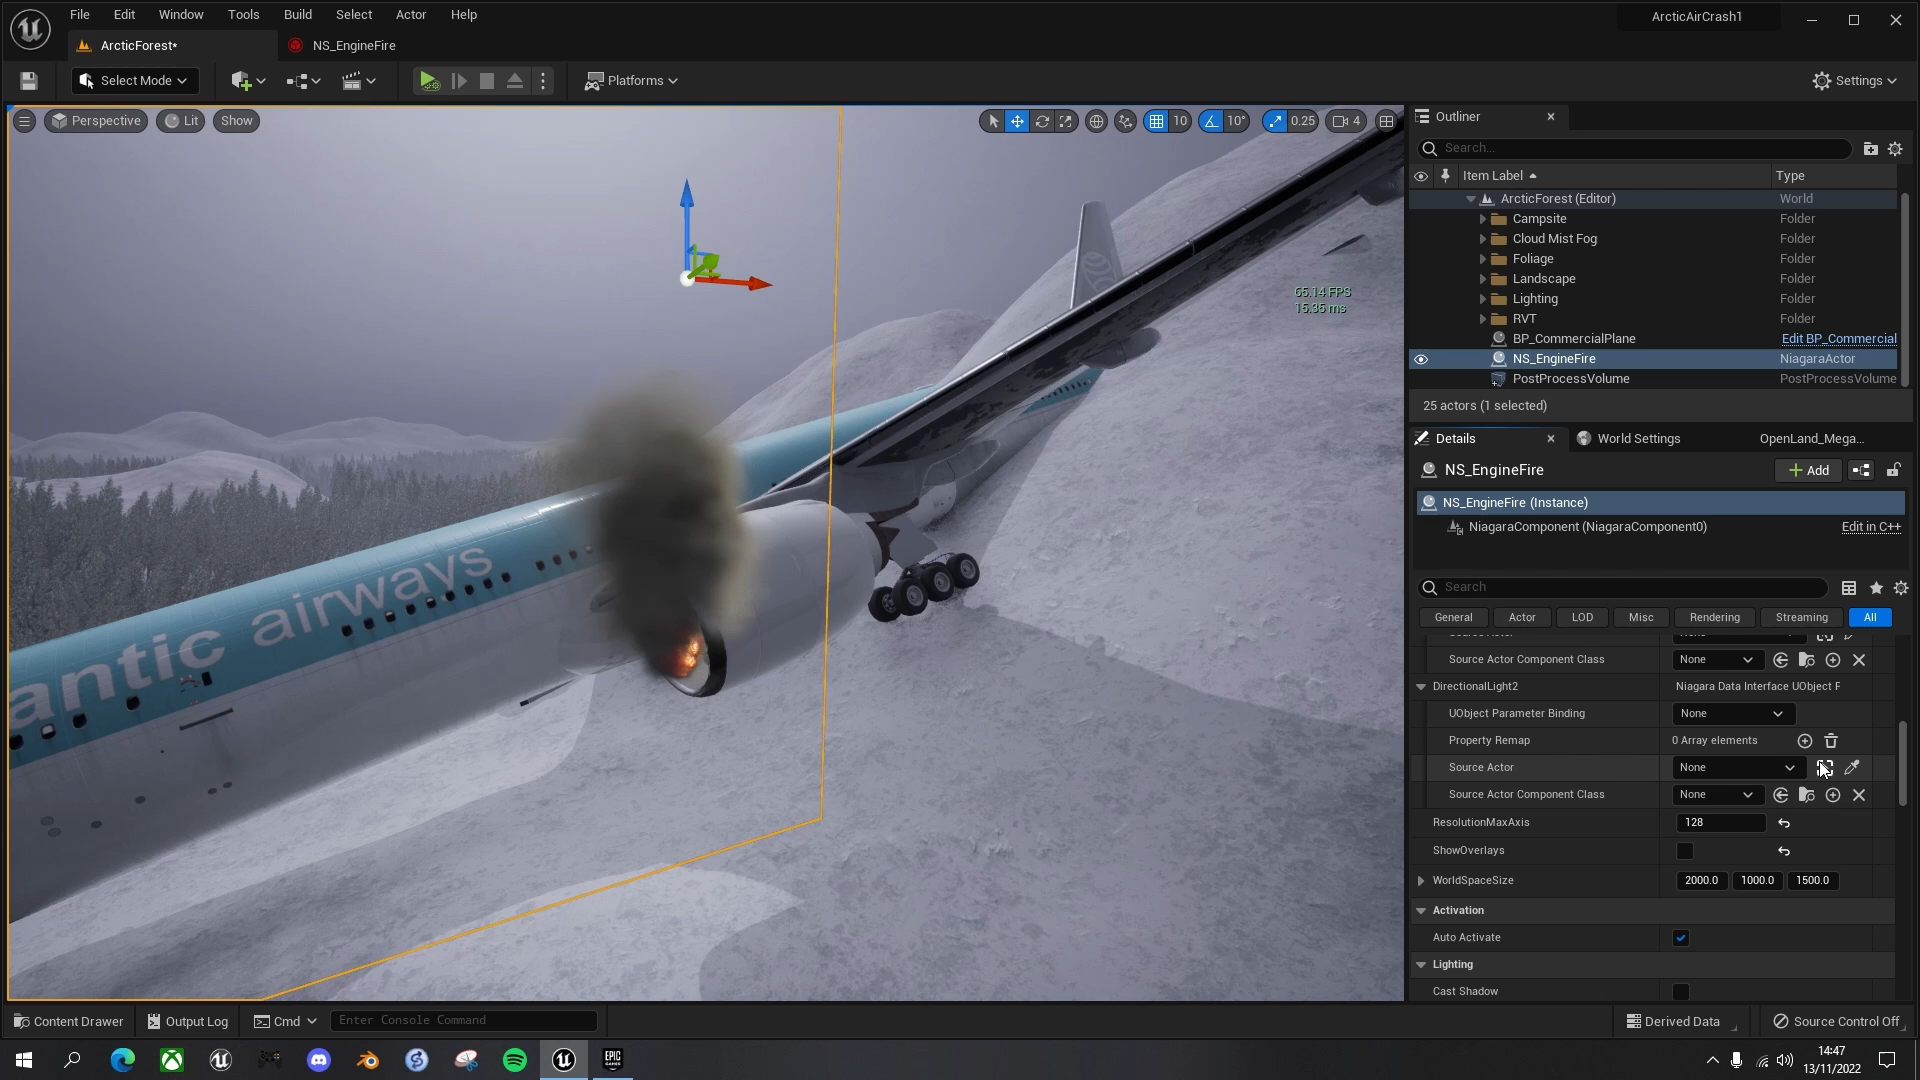 File Edit Window Tools Build Select Actor Help
ArcticAirCrash1
ArcticForest*
NS_EngineFire
Select Mode
Platforms
Settings
Perspective
Lit
Show
10
10°
0.25
4
65.14 FPS
15.35 ms
antic airways
Outliner
Search...
Item Label
Type
ArcticForest (Editor)
World
Campsite
Folder
Cloud Mist Fog
Folder
Foliage
Folder
Landscape
Folder
Lighting
Folder
RVT
Folder
BP_CommercialPlane
Edit BP_Commercial
NS_EngineFire
NiagaraActor
PostProcessVolume
PostProcessVolume
25 actors (1 selected)
Details
World Settings
OpenLand_Mega...
NS_EngineFire
Add
NS_EngineFire (Instance)
NiagaraComponent (NiagaraComponent0)
Edit in C++
Search
General
Actor
LOD
Misc
Rendering
Streaming
All
Source Actor Component Class
None
DirectionalLight2
Niagara Data Interface UObject P
UObject Parameter Binding
None
Property Remap
0 Array elements
Source Actor
None
Source Actor Component Class
None
ResolutionMaxAxis
128
ShowOverlays
WorldSpaceSize
2000.0
1000.0
1500.0
Activation
Auto Activate
Lighting
Cast Shadow
Content Drawer
Output Log
Cmd
Enter Console Command
Derived Data
Source Control Off
EPIC GAMES
14:47
13/11/2022